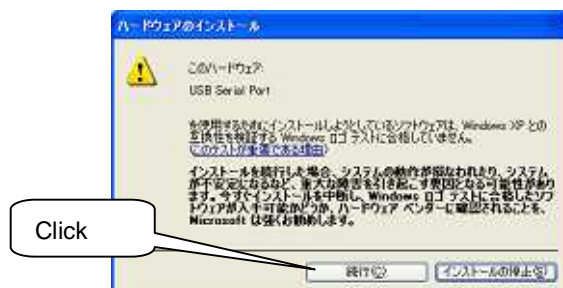 ハードウェアのインストール
このハードウェア:
USB Serial Port
を使用するためにインストールしようとしているソフトウェアは、Windows XP との
互換性を検証する Windows ロゴ テストに合格していません。
(このテストが重要である理由)
インストールを続行した場合、システムの動作が損なわれたり、システム
が不安定になるなど、重大な障害を引き起こす要因となる可能性があり
ます。今すぐインストールを中断し、Windows ロゴ テストに合格したソフ
トウェアが入手可能かどうか、ハードウェア ベンダーに確認されることを、
Microsoft は強くお勧めします。
Click
続行(C)
インストールの停止(S)